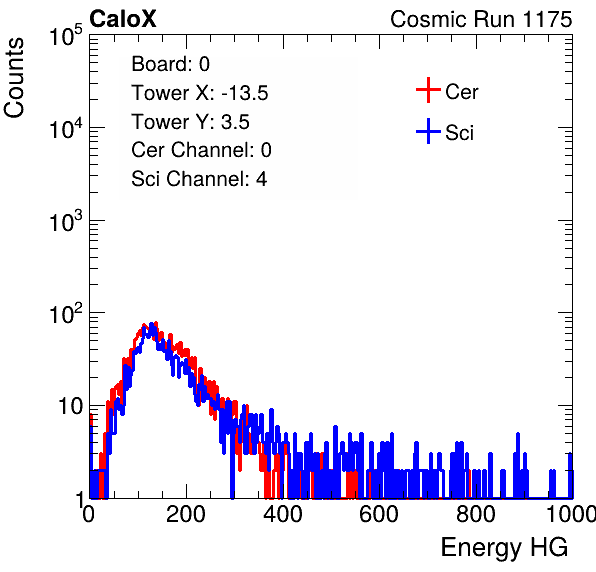 CaloX Cosmic Run 1175
Counts
10^5
10^4
10^3
10^2
10
1
Board: 0
Tower X: -13.5
Tower Y: 3.5
Cer Channel: 0
Sci Channel: 4
Cer
Sci
0 200 400 600 800 1000
Energy HG